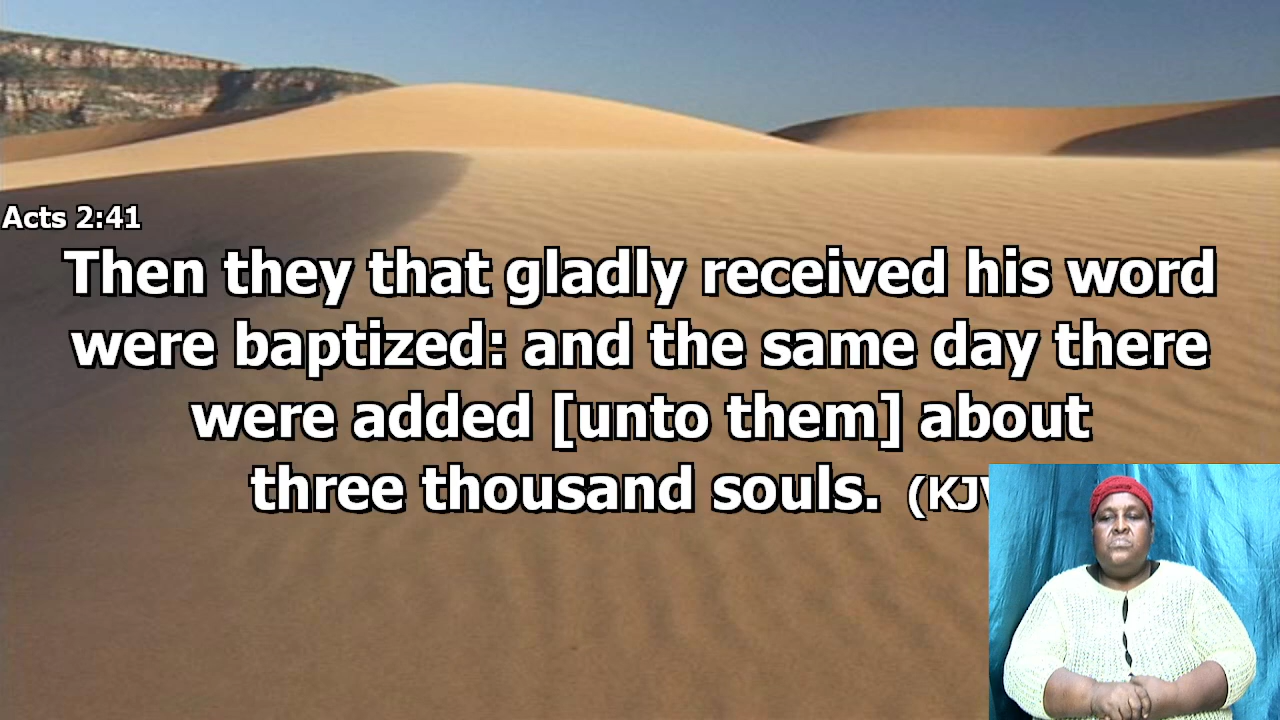 Acts 2:41
Then they that gladly received his word
were baptized: and the same day there
were added [unto them] about
three thousand souls. (KJV